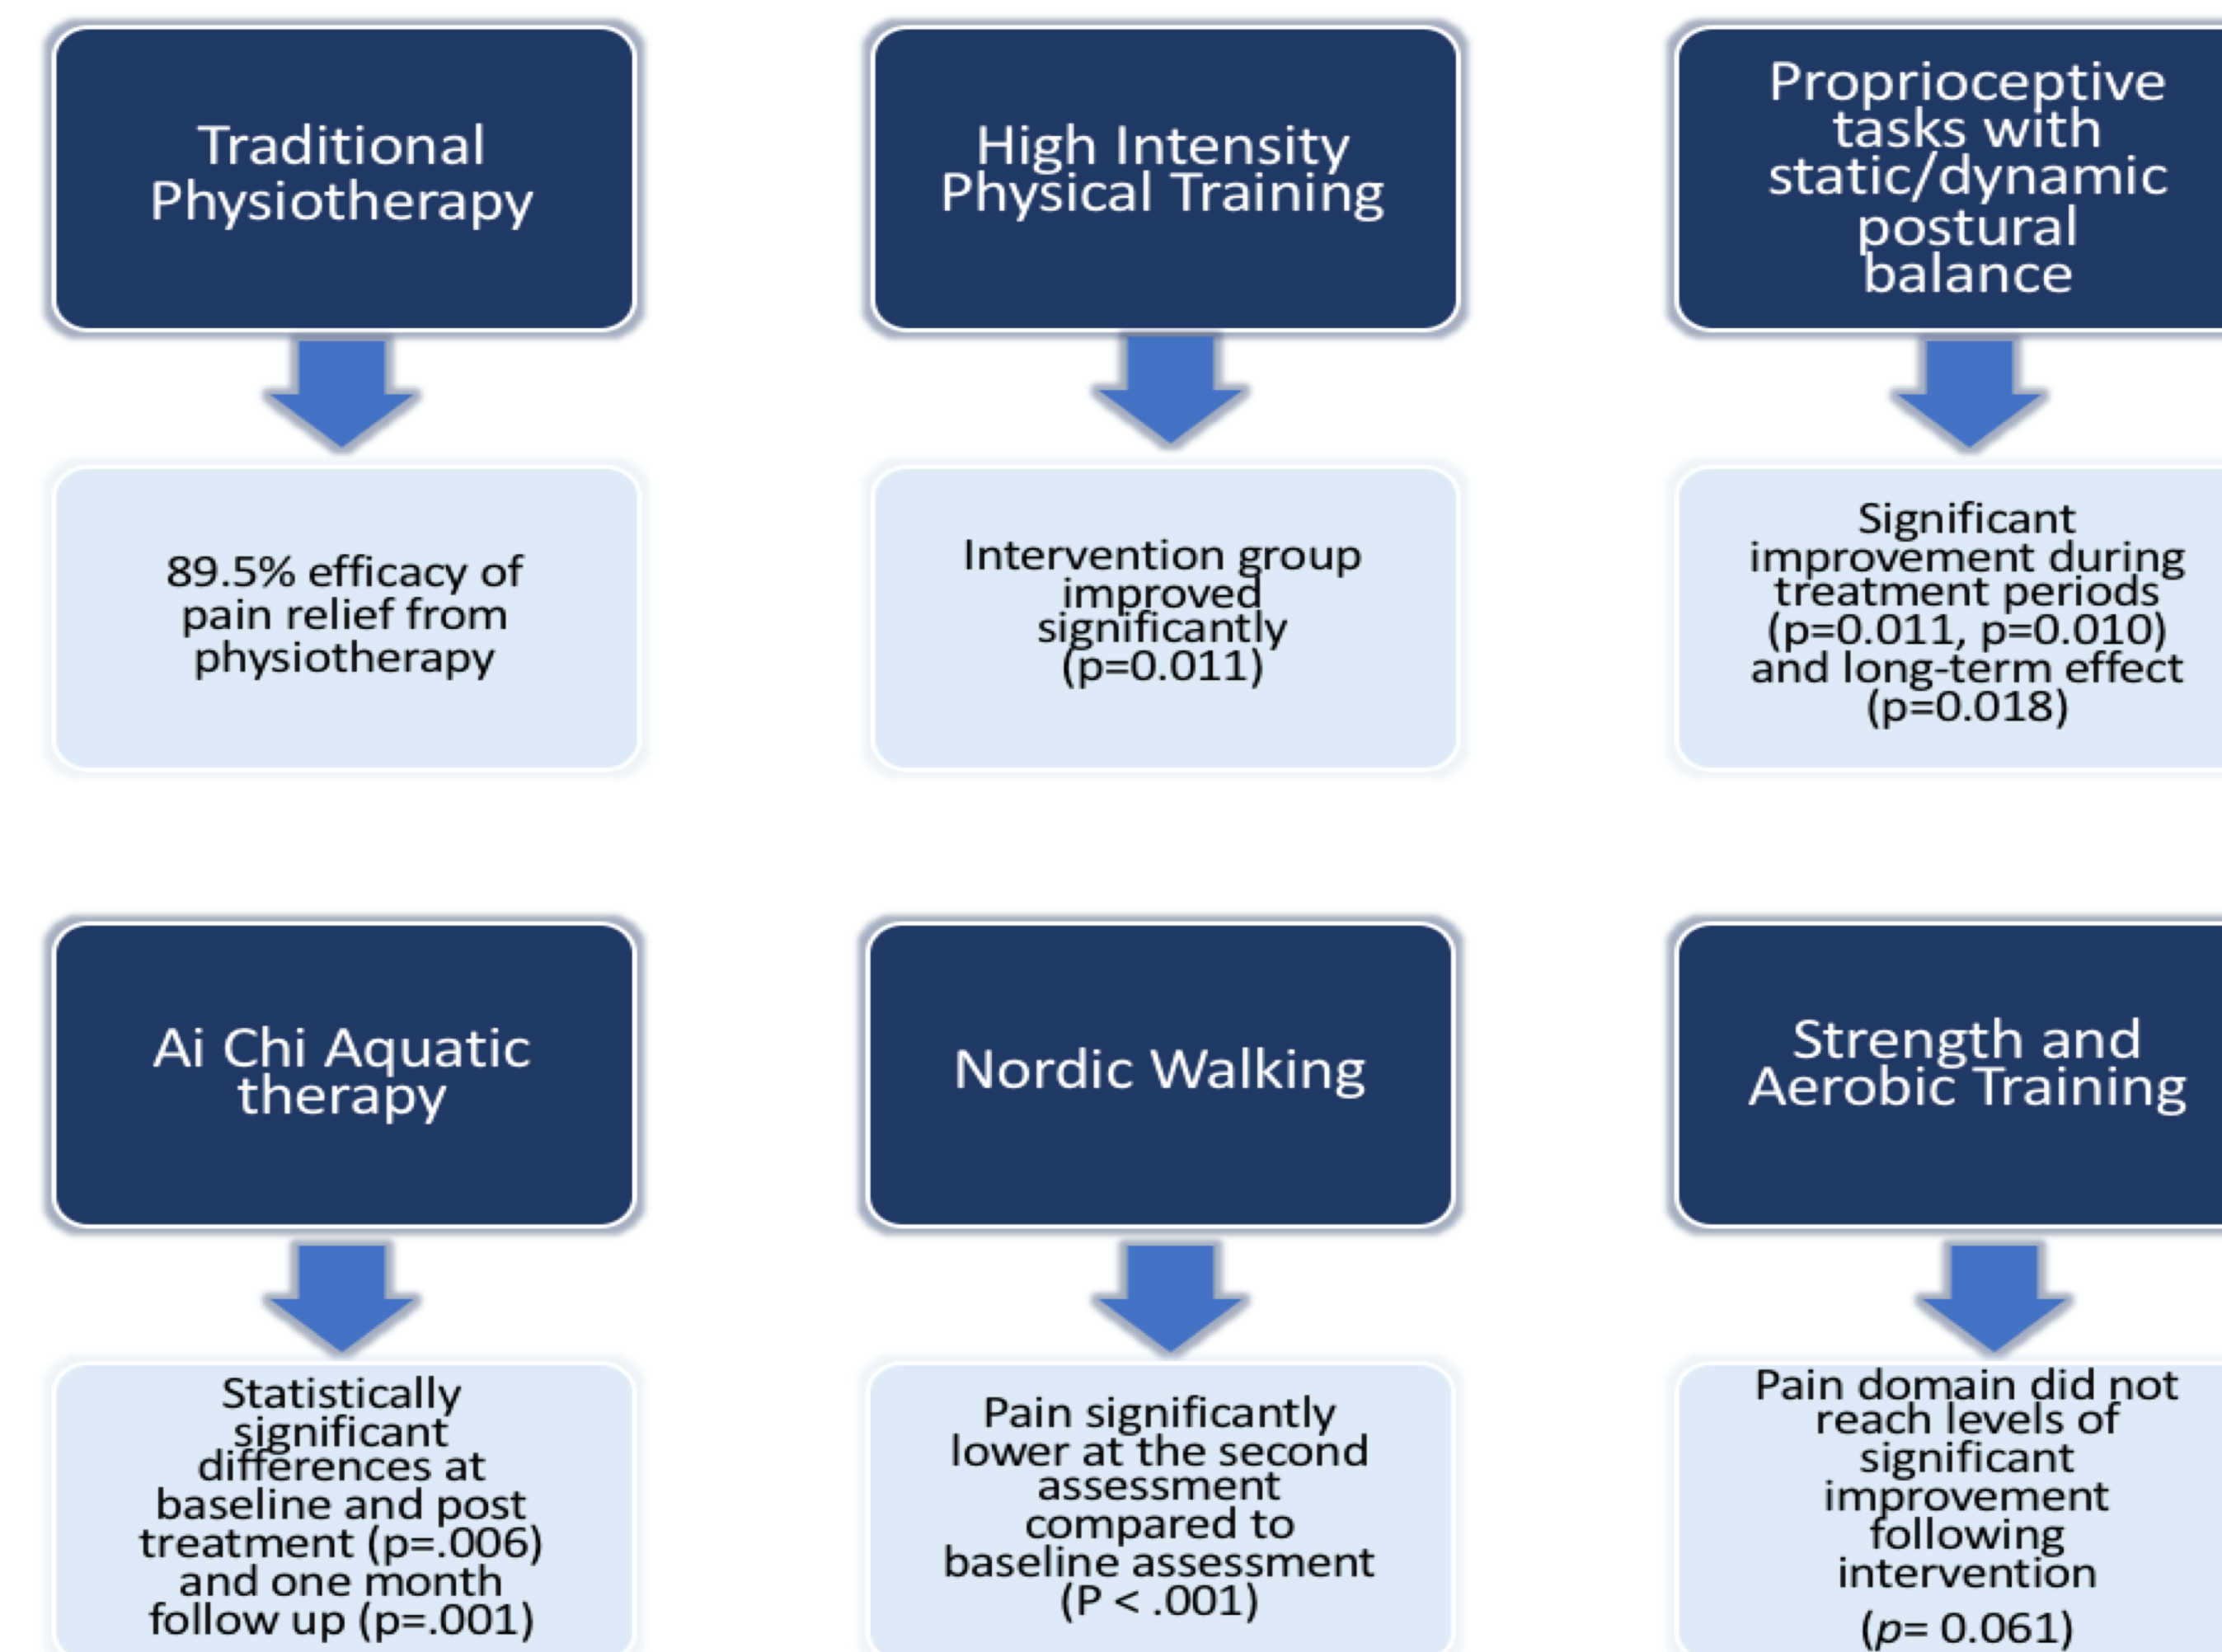 Traditional
Physiotherapy
89.5% efficacy of
pain relief from
physiotherapy
High Intensity
Physical Training
Intervention group
improved
significantly
(p=0.011)
Proprioceptive
tasks with
static/dynamic
postural
balance
Significant
improvement during
treatment periods
(p=0.011, p=0.010)
and long-term effect
(p=0.018)
Ai Chi Aquatic
therapy
Statistically
significant
differences at
baseline and post
treatment (p=.006)
and one month
follow up (p=.001)
Nordic Walking
Pain significantly
lower at the second
assessment
compared to
baseline assessment
(P < .001)
Strength and
Aerobic Training
Pain domain did not
reach levels of
significant
improvement
following
intervention
(p= 0.061)